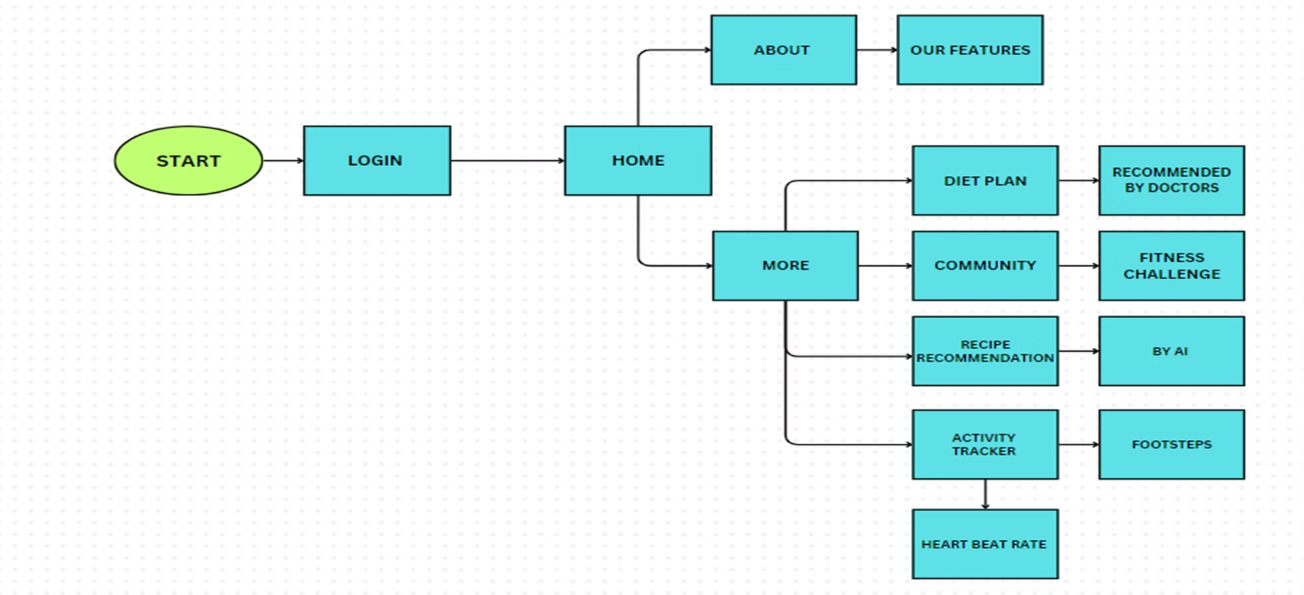 ABOUT
OUR FEATURES
START
LOGIN
HOME
DIET PLAN
RECOMMENDED
BY DOCTORS
MORE
COMMUNITY
FITNESS
CHALLENGE
RECIPE
RECOMMENDATION
BY AI
ACTIVITY
TRACKER
FOOTSTEPS
HEART BEAT RATE